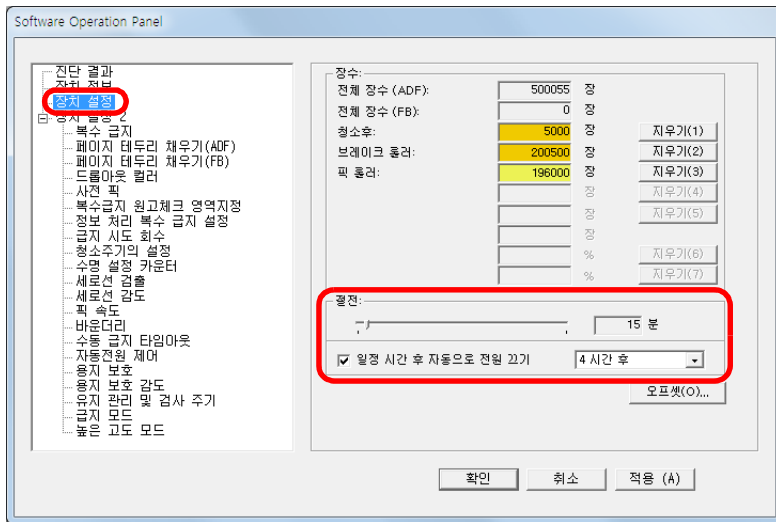 Software Operation Panel
진단 결과
장치 정보
장치 설정
장치 설정 2
복수 급지
페이지 테두리 채우기(ADF)
페이지 테두리 채우기(FB)
드롭아웃 컬러
사전 픽
복수급지 원고체크 영역지정
정보 처리 복수 급지 설정
급지 시도 회수
청소주기의 설정
수명 설정 카운터
세로선 검출
세로선 감도
픽 속도
바운더리
수동 급지 타임아웃
자동전원 제어
용지 보호
용지 보호 감도
유지 관리 및 검사 주기
급지 모드
높은 고도 모드
장수:
전체 장수 (ADF): 500055 장
전체 장수 (FB): 0 장
청소후: 5000 장 지우기(1)
브레이크 롤러: 200500 장 지우기(2)
픽 롤러: 196000 장 지우기(3)
장 지우기(4)
장 지우기(5)
장
% 지우기(6)
% 지우기(7)
절전:
15 분
일정 시간 후 자동으로 전원 끄기 4 시간 후
오프셋(O)...
확인 취소 적용 (A)